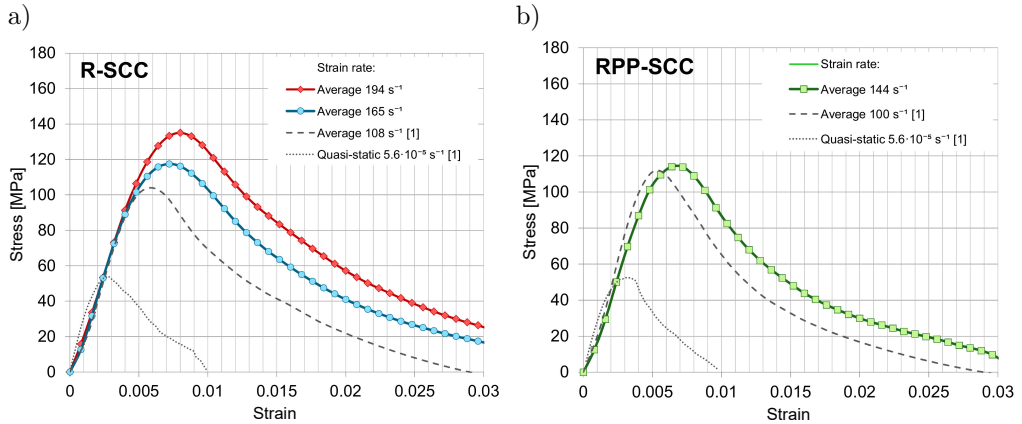 a)
R-SCC
Strain rate:
Average 194 s⁻¹
Average 165 s⁻¹
Average 108 s⁻¹ [1]
Quasi-static 5.6·10⁻⁵ s⁻¹ [1]
Stress [MPa]
180
160
140
120
100
80
60
40
20
0
0 0.005 0.01 0.015 0.02 0.025 0.03
Strain
b)
RPP-SCC
Strain rate:
Average 144 s⁻¹
Average 100 s⁻¹ [1]
Quasi-static 5.6·10⁻⁵ s⁻¹ [1]
Stress [MPa]
180
160
140
120
100
80
60
40
20
0
0 0.005 0.01 0.015 0.02 0.025 0.03
Strain